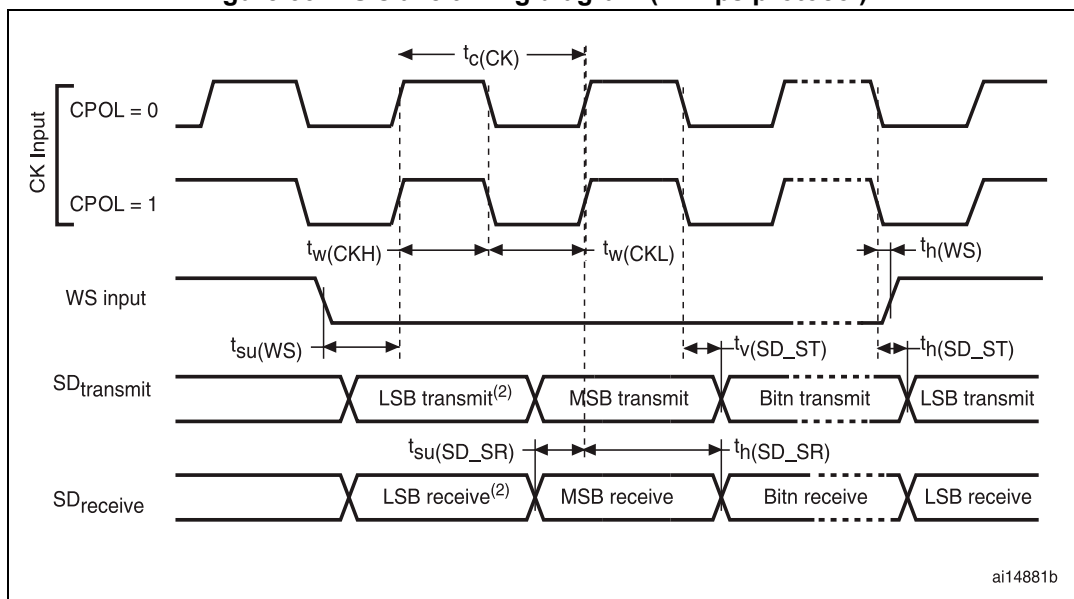 tc(CK)
CK Input
CPOL = 0
CPOL = 1
tw(CKH)
tw(CKL)
th(WS)
WS input
tsu(WS)
tv(SD_ST)
th(SD_ST)
SDtransmit
LSB transmit(2)
MSB transmit
Bitn transmit
LSB transmit
tsu(SD_SR)
th(SD_SR)
SDreceive
LSB receive(2)
MSB receive
Bitn receive
LSB receive
ai14881b